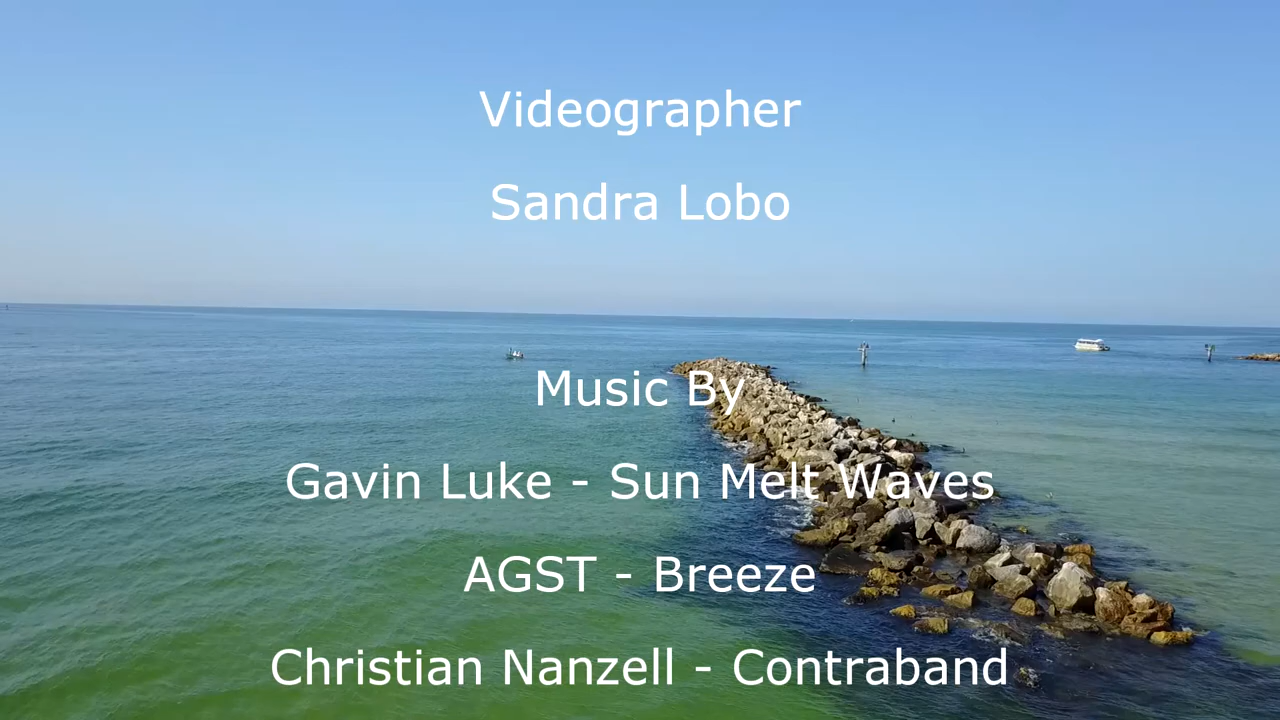 Videographer
Sandra Lobo
Music By
Gavin Luke - Sun Melt Waves
AGST - Breeze
Christian Nanzell - Contraband